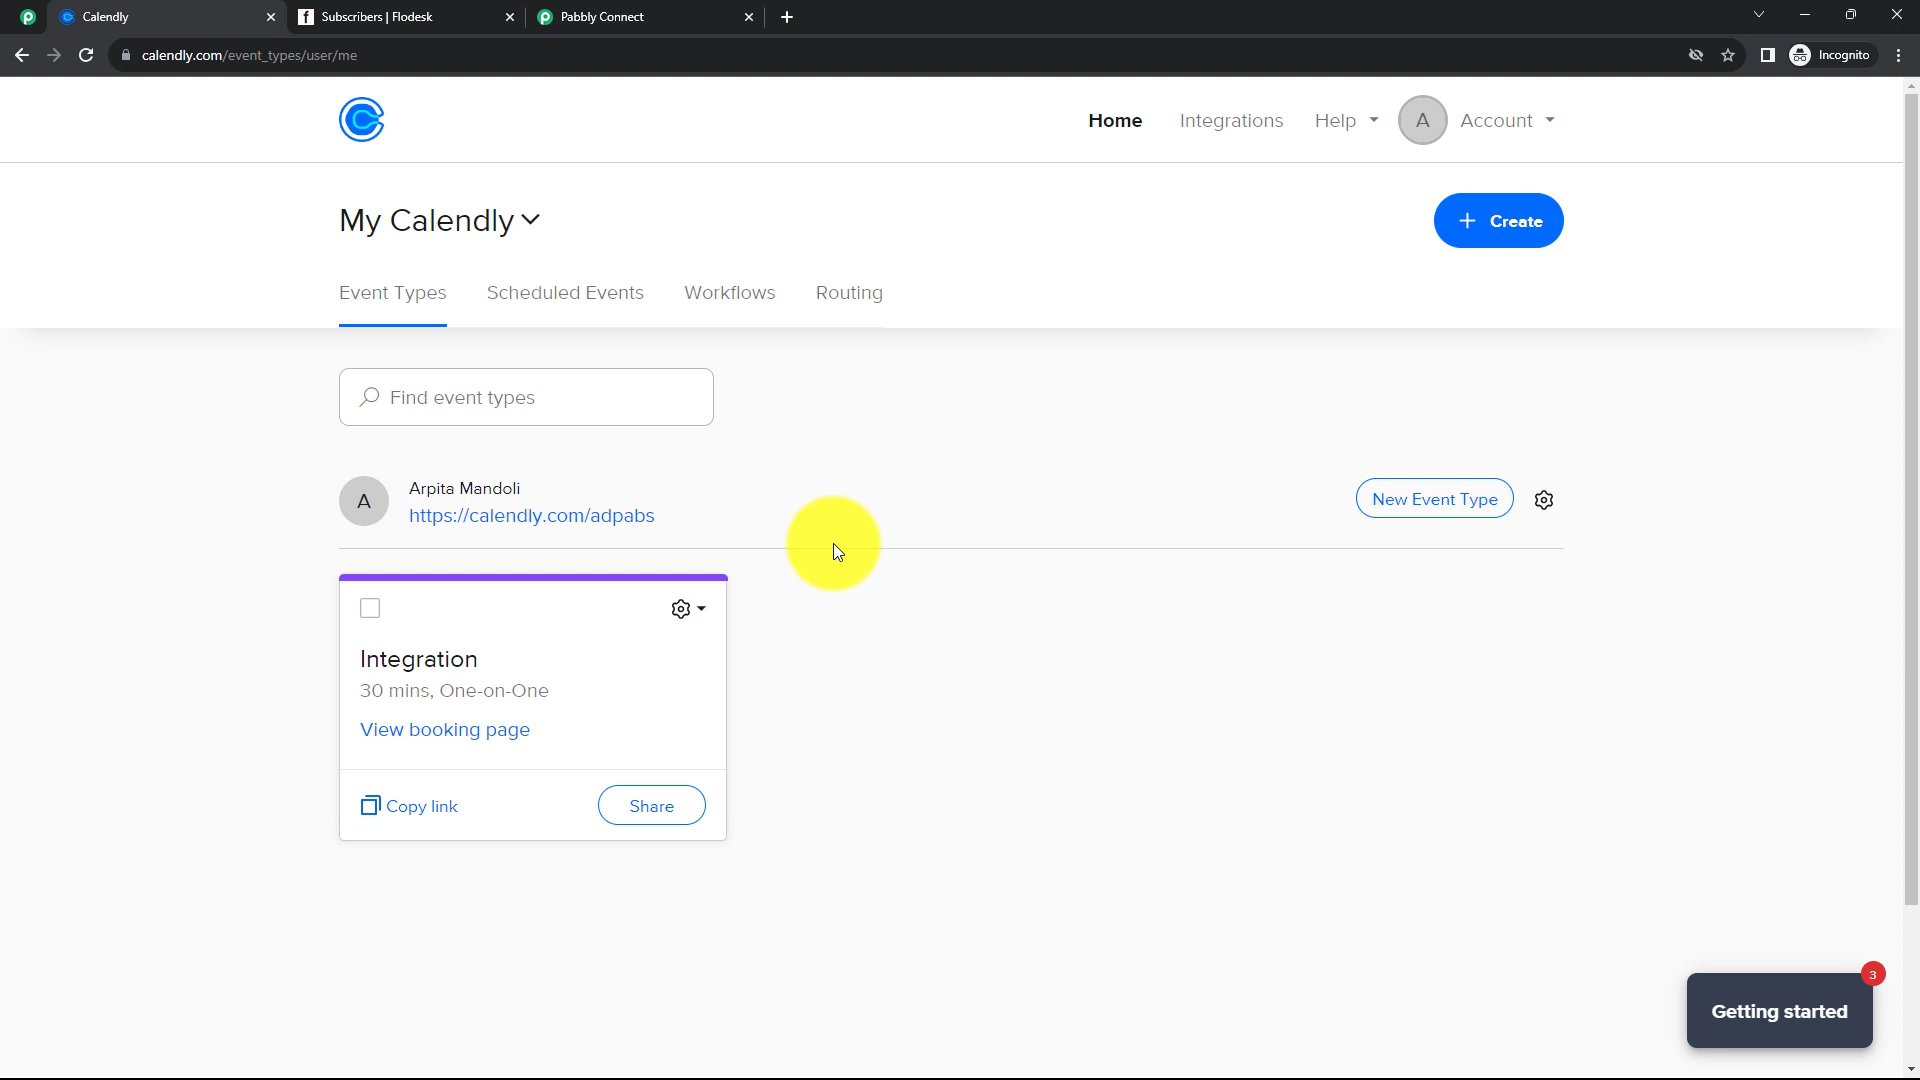 Calendly
Subscribers | Flodesk
Pabbly Connect
calendly.com/event_types/user/me
Incognito
Home
Integrations
Help
A
Account
My Calendly
+ Create
Event Types
Scheduled Events
Workflows
Routing
Find event types
A
Arpita Mandoli
https://calendly.com/adpabs
New Event Type
Integration
30 mins, One-on-One
View booking page
Copy link
Share
3
Getting started